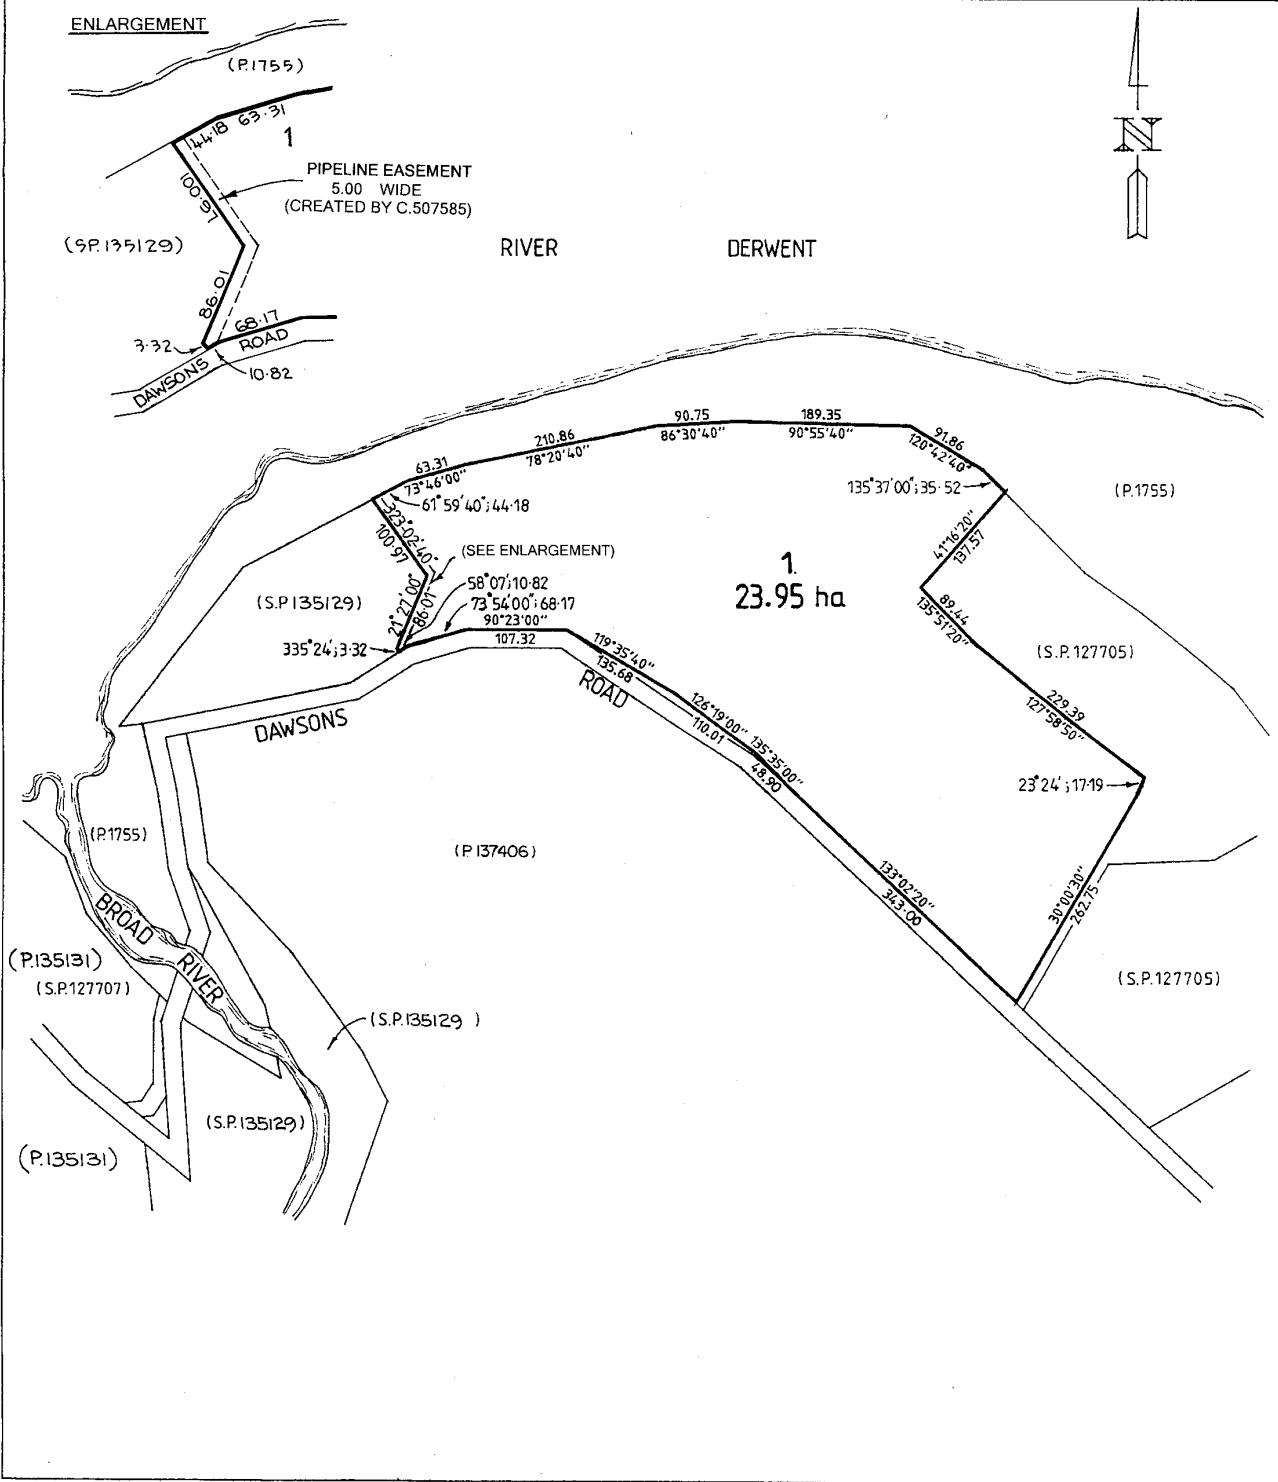 ENLARGEMENT
(P.1755)
44.18 63.31
1
PIPELINE EASEMENT
5.00 WIDE
(CREATED BY C.507585)
100.97
(SP.135129)
86.01
68.17
3.32
DAWSONS ROAD
10.82
N
RIVER DERWENT
63.31
73°46'00"
210.86
78°20'40"
90.75
86°30'40"
189.35
90°55'40"
91.86
120°42'40"
135°37'00"; 35.52
(P.1755)
61°59'40"; 44.18
323°02'40"
100.97
(SEE ENLARGEMENT)
41°16'20"
137.57
1.
23.95 ha
(S.P 135129)
21°27'00"
86.01
58°07'; 10.82
73°54'00"; 68.17
90°23'00"
107.32
335°24'; 3.32
89.44
135°51'20"
(S.P.127705)
119°35'40"
135.68
DAWSONS ROAD
126°19'00"
110.01
135°35'00"
48.90
229.39
127°58'50"
23°24'; 17.19
(P.1755)
(P.137406)
133°02'20"
343.00
30°00'30"
262.75
BROAD RIVER
(P.135131)
(S.P.127707)
(S.P.127705)
(S.P.135129 )
(S.P.135129)
(P.135131)